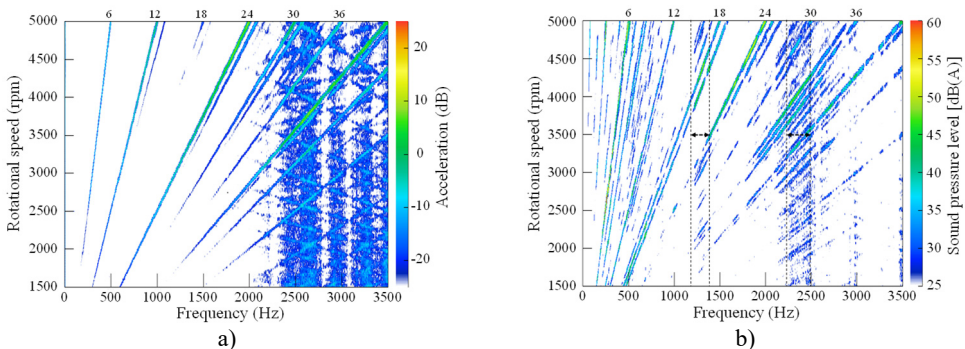 6 12 18 24 30 36
5000
4500
4000
3500
3000
2500
2000
1500
0 500 1000 1500 2000 2500 3000 3500
Rotational speed (rpm)
Frequency (Hz)
20
10
0
-10
-20
Acceleration (dB)
a)
6 12 18 24 30 36
5000
4500
4000
3500
3000
2500
2000
1500
0 500 1000 1500 2000 2500 3000 3500
Rotational speed (rpm)
Frequency (Hz)
60
55
50
45
40
35
30
25
Sound pressure level [dB(A)]
b)